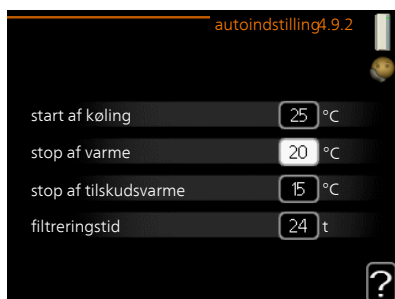 autoindstilling4.9.2
start af køling 25 °C
stop af varme 20 °C
stop af tilskudsvarme 15 °C
filtreringstid 24 t
?